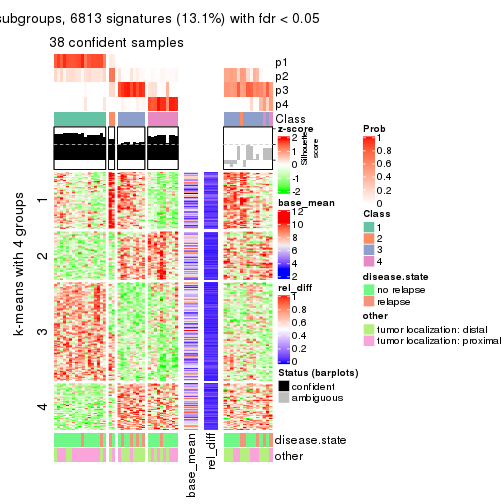 subgroups, 6813 signatures (13.1%) with fdr < 0.05
38 confident samples
p1
p2
p3
p4
Class
Silhouette
score
k-means with 4 groups
1
2
3
4
disease.state
other
base_mean
rel_diff
z-score
2
1
0
-1
-2
base_mean
12
10
8
6
4
2
rel_diff
1
0.8
0.6
0.4
0.2
0
Status (barplots)
confident
ambiguous
Prob
1
0.8
0.6
0.4
0.2
0
Class
1
2
3
4
disease.state
no relapse
relapse
other
tumor localization: distal
tumor localization: proximal